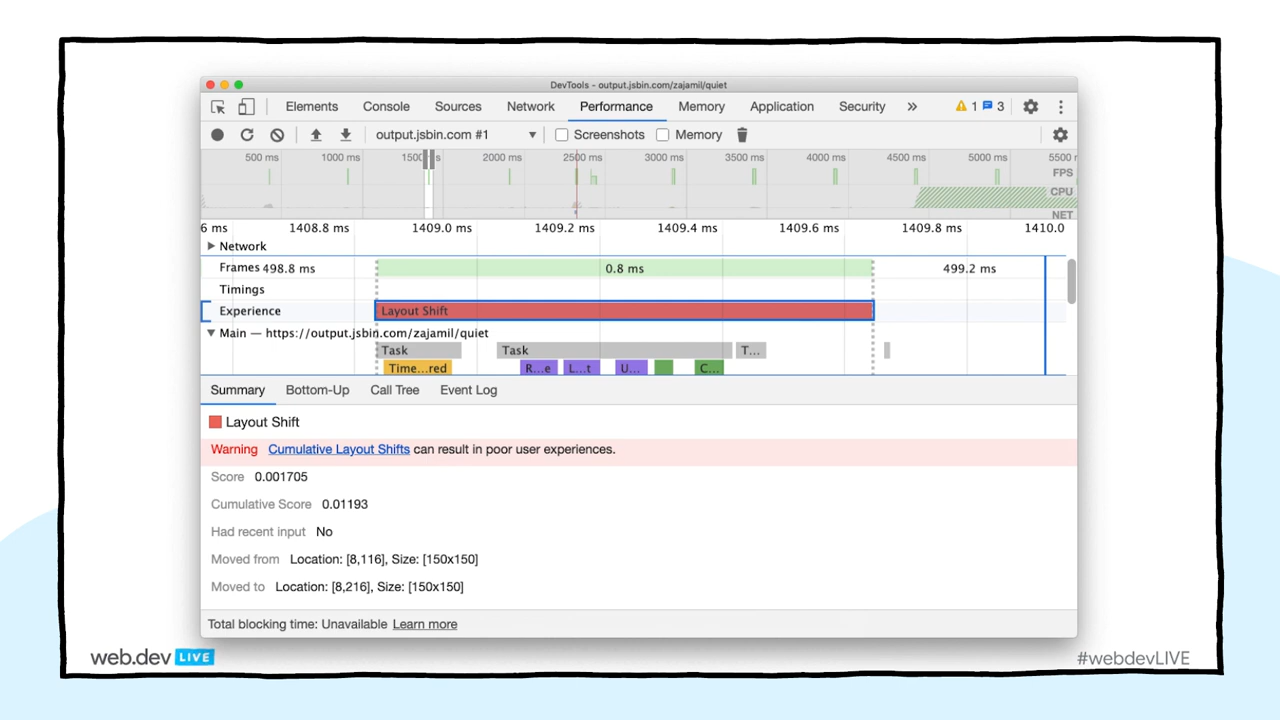 DevTools - output.jsbin.com/zajamil/quiet
Elements Console Sources Network Performance Memory Application Security » 1 3
output.jsbin.com #1 ▼ Screenshots Memory
500 ms 1000 ms 2000 ms 2500 ms 3000 ms 3500 ms 4000 ms 4500 ms 5000 ms
FPS
CPU
NET
1408.8 ms 1409.0 ms 1409.2 ms 1409.4 ms 1409.6 ms 1409.8 ms 1410.0
Network
Frames 498.8 ms 0.8 ms 499.2 ms
Timings
Experience Layout Shift
Main — https://output.jsbin.com/zajamil/quiet
Task Task T...
Time...red R...e L...t U... C...
Summary Bottom-Up Call Tree Event Log
Layout Shift
Warning Cumulative Layout Shifts can result in poor user experiences.
Score 0.001705
Cumulative Score 0.01193
Had recent input No
Moved from Location: [8,116], Size: [150x150]
Moved to Location: [8,216], Size: [150x150]
Total blocking time: Unavailable Learn more
web.dev LIVE
#webdevLIVE